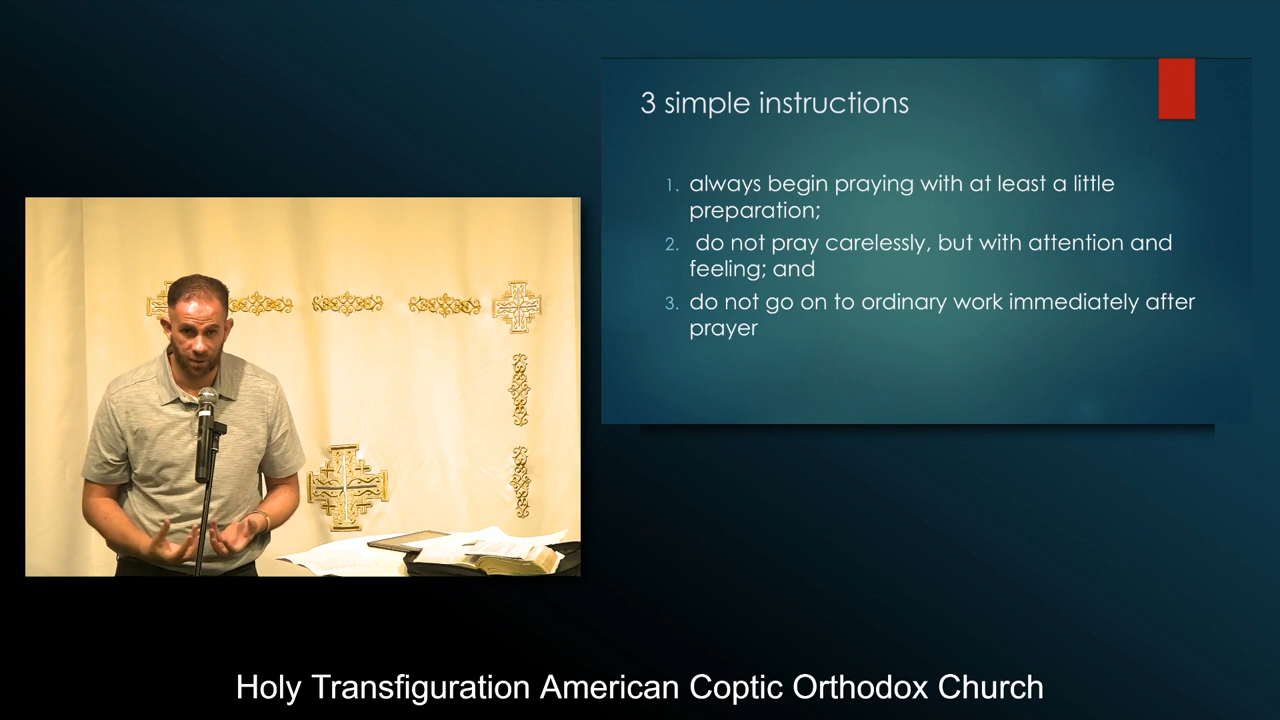 3 simple instructions
1. always begin praying with at least a little
preparation;
2. do not pray carelessly, but with attention and
feeling; and
3. do not go on to ordinary work immediately after
prayer
Holy Transfiguration American Coptic Orthodox Church